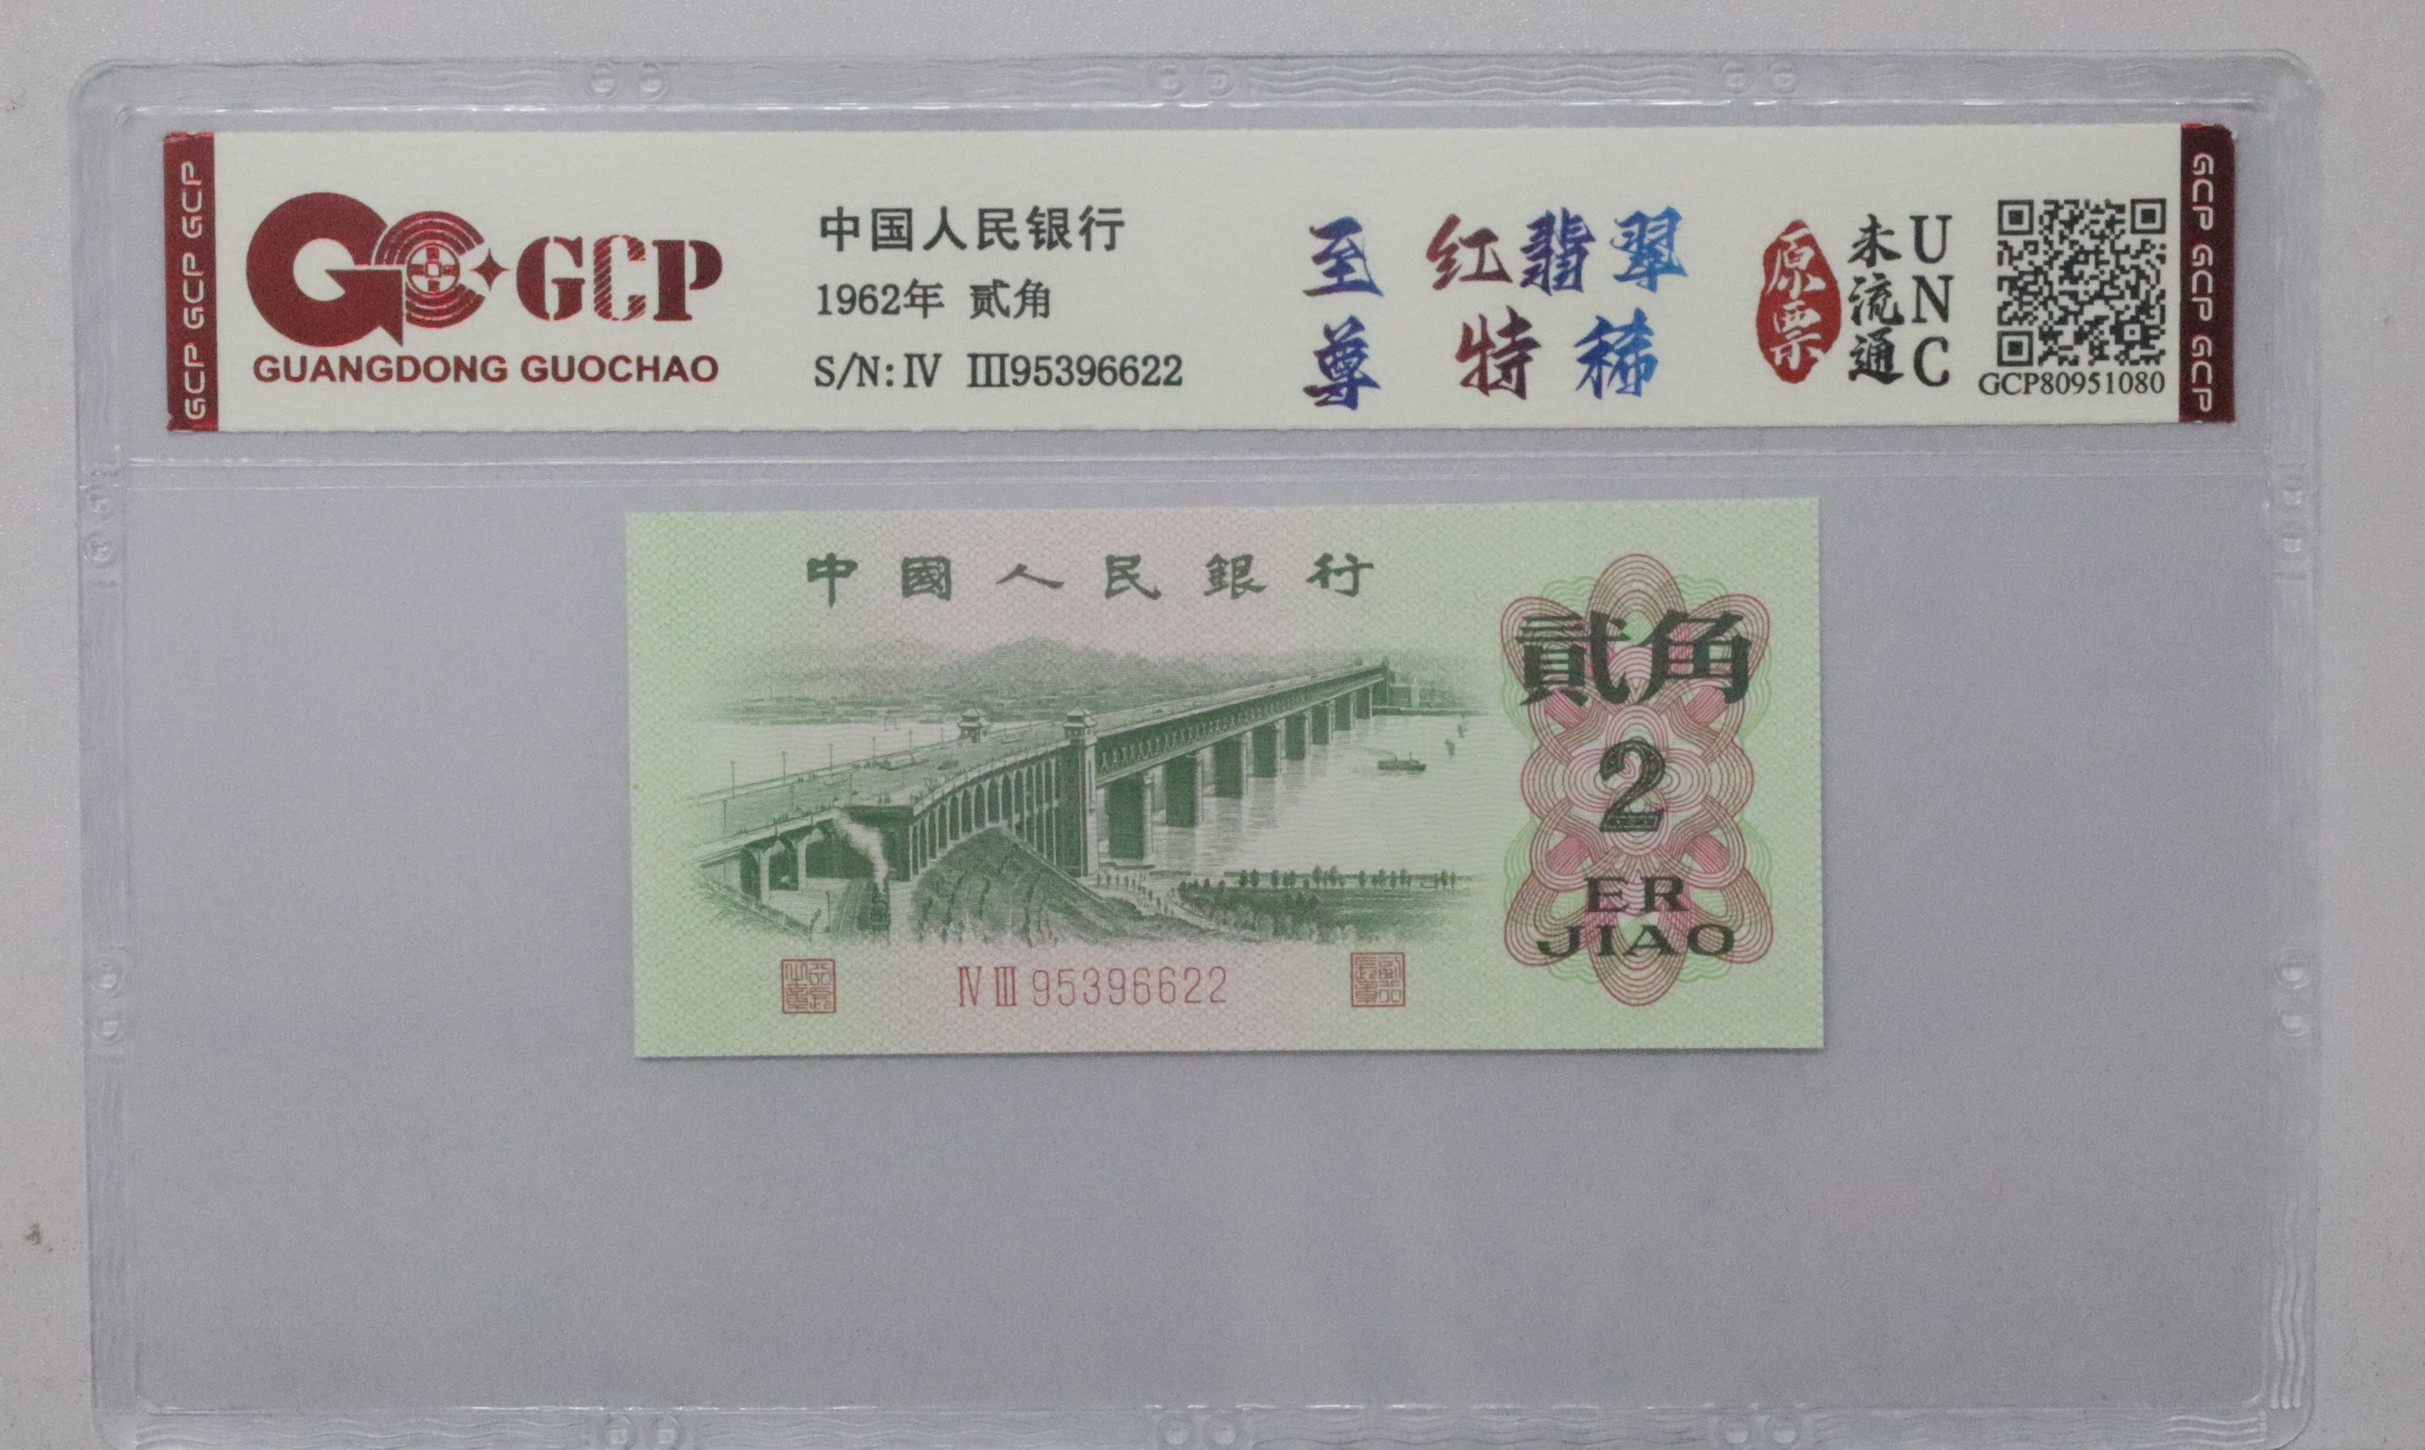 GCP GCP GCP
GCP
GUANGDONG GUOCHAO
中国人民银行
1962年 贰角
S/N: Ⅳ Ⅲ95396622
至尊
红翡翠
特稀
原票
未流通
UNC
GCP80951080
GCP GCP GCP
中國人民銀行
貳角
2
ER
JIAO
Ⅳ Ⅲ 95396622